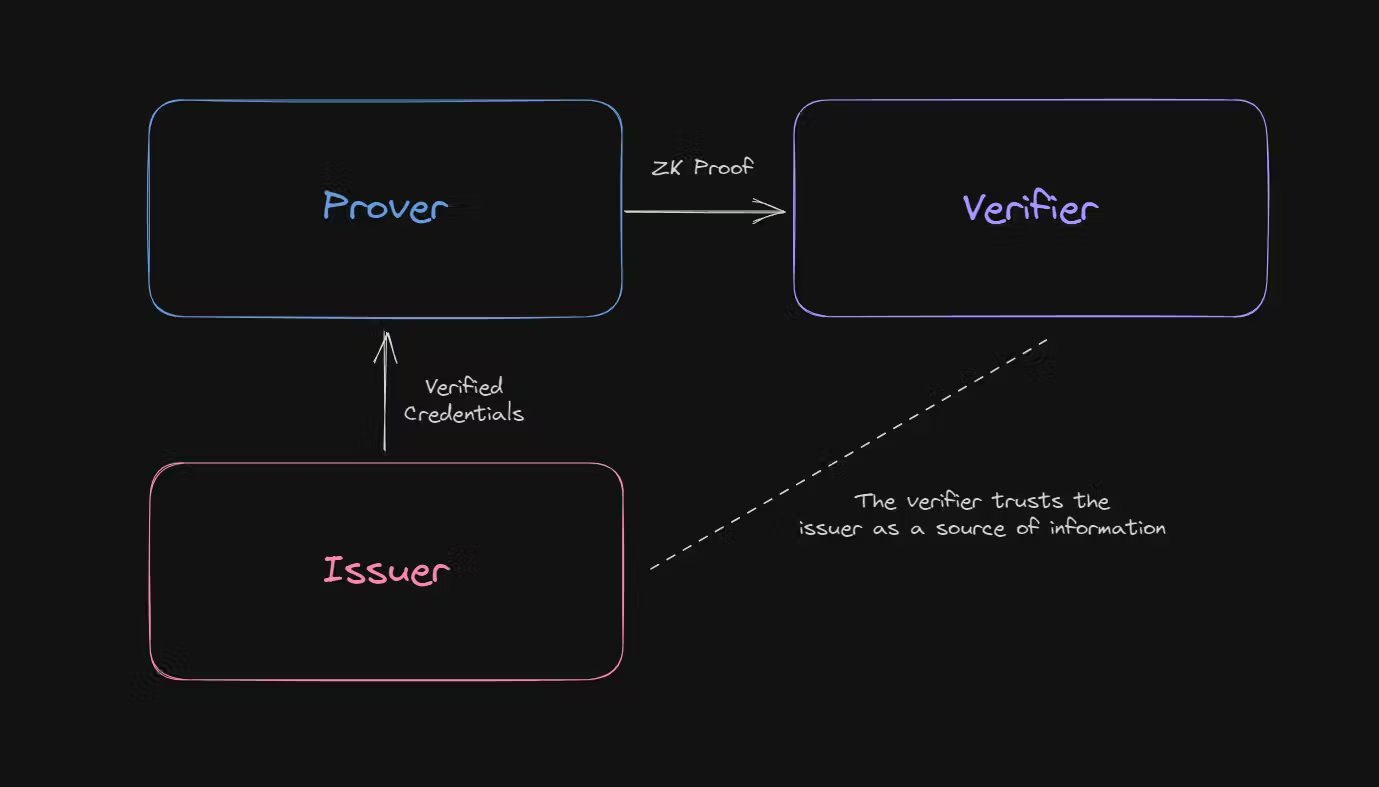 Prover
ZK Proof
Verifier
Verified
Credentials
Issuer
The verifier trusts the
issuer as a source of information